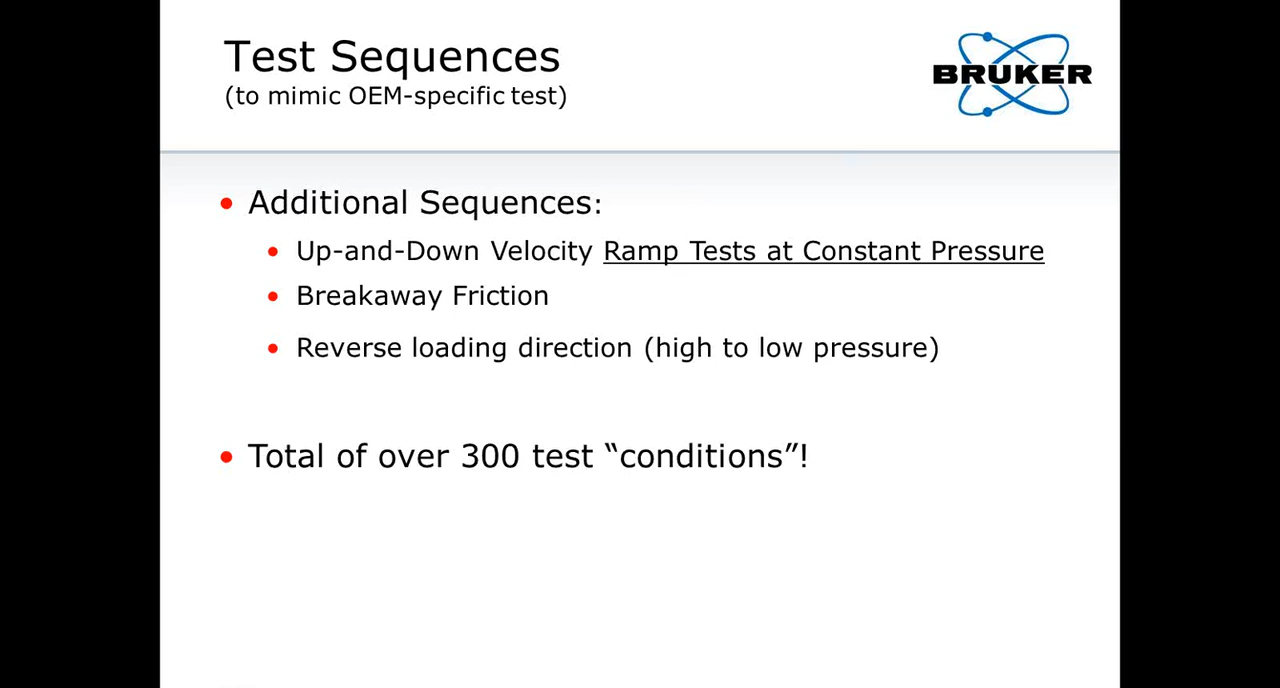 Test Sequences
(to mimic OEM-specific test)
BRUKER
• Additional Sequences:
• Up-and-Down Velocity Ramp Tests at Constant Pressure
• Breakaway Friction
• Reverse loading direction (high to low pressure)
• Total of over 300 test “conditions”!